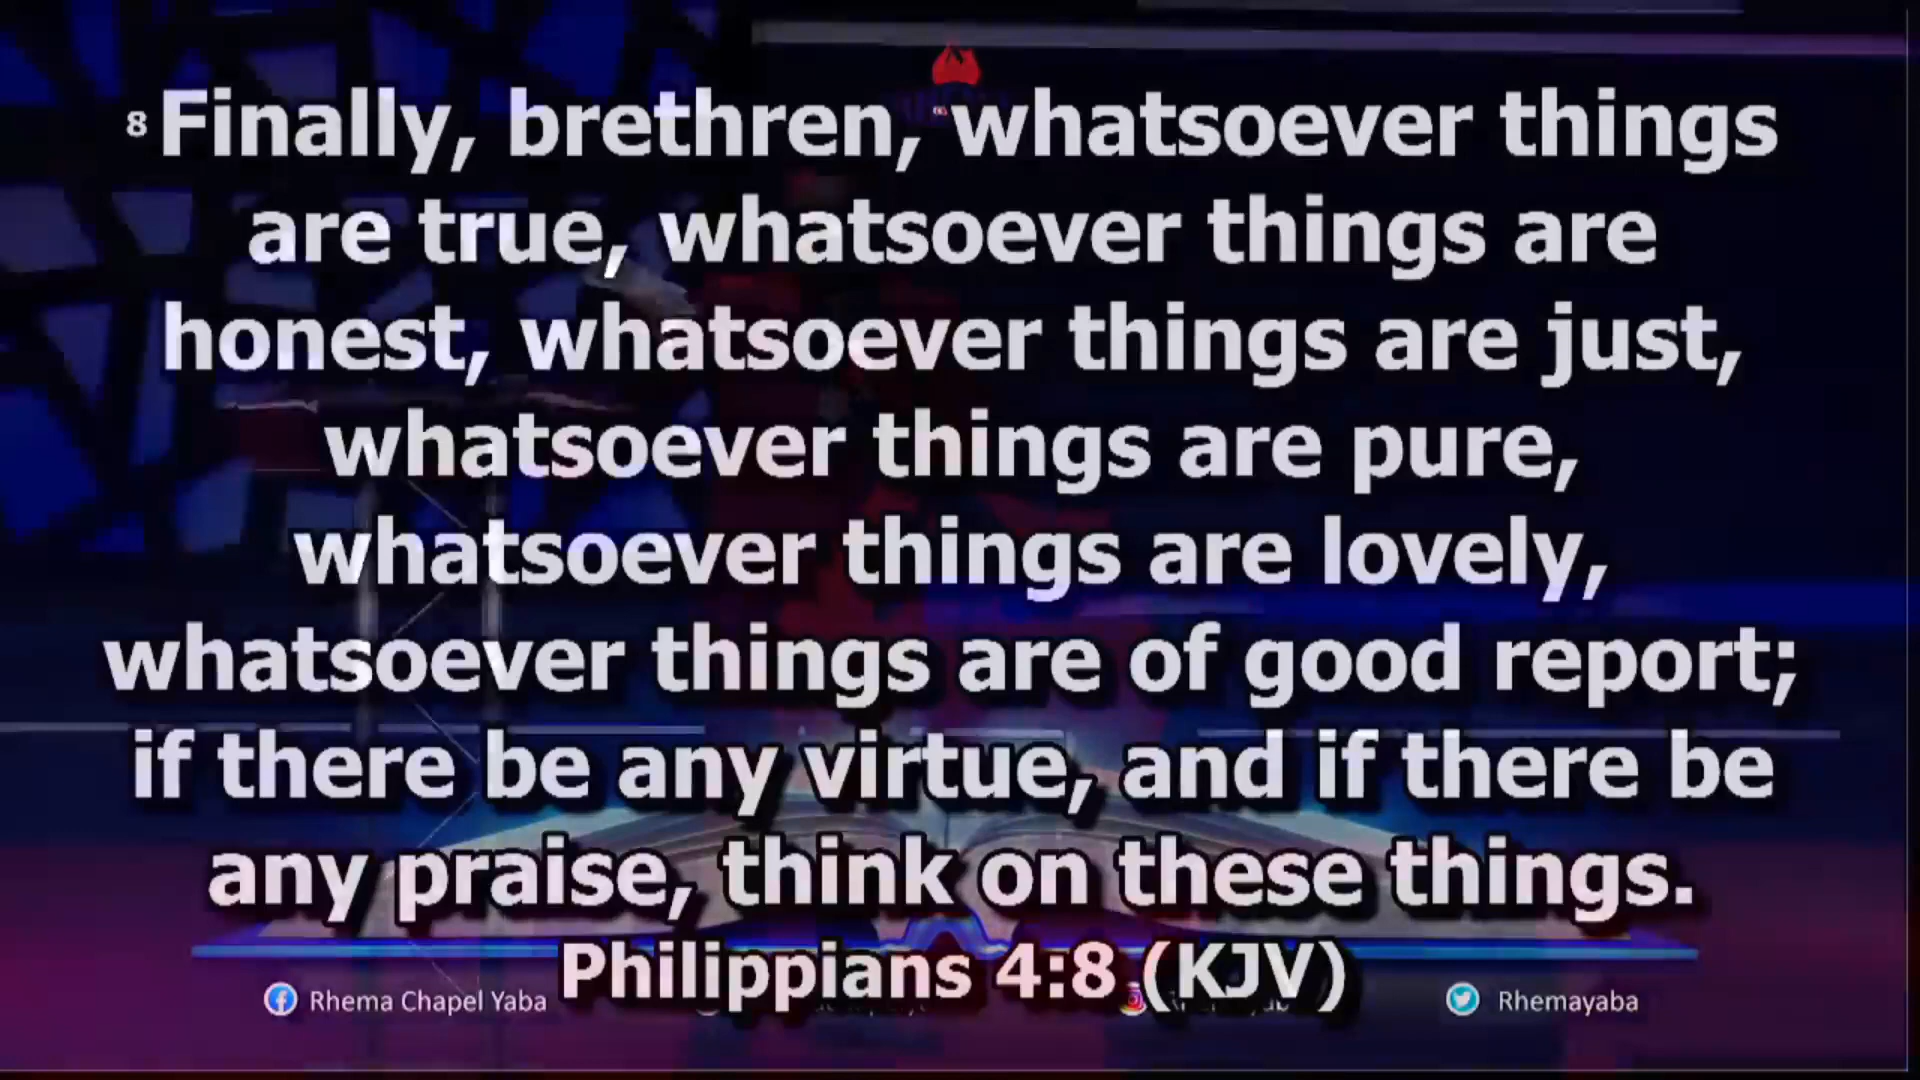 8 Finally, brethren, whatsoever things
are true, whatsoever things are
honest, whatsoever things are just,
whatsoever things are pure,
whatsoever things are lovely,
whatsoever things are of good report;
if there be any virtue, and if there be
any praise, think on these things.
Philippians 4:8 (KJV)
Rhema Chapel Yaba
Rhemayaba